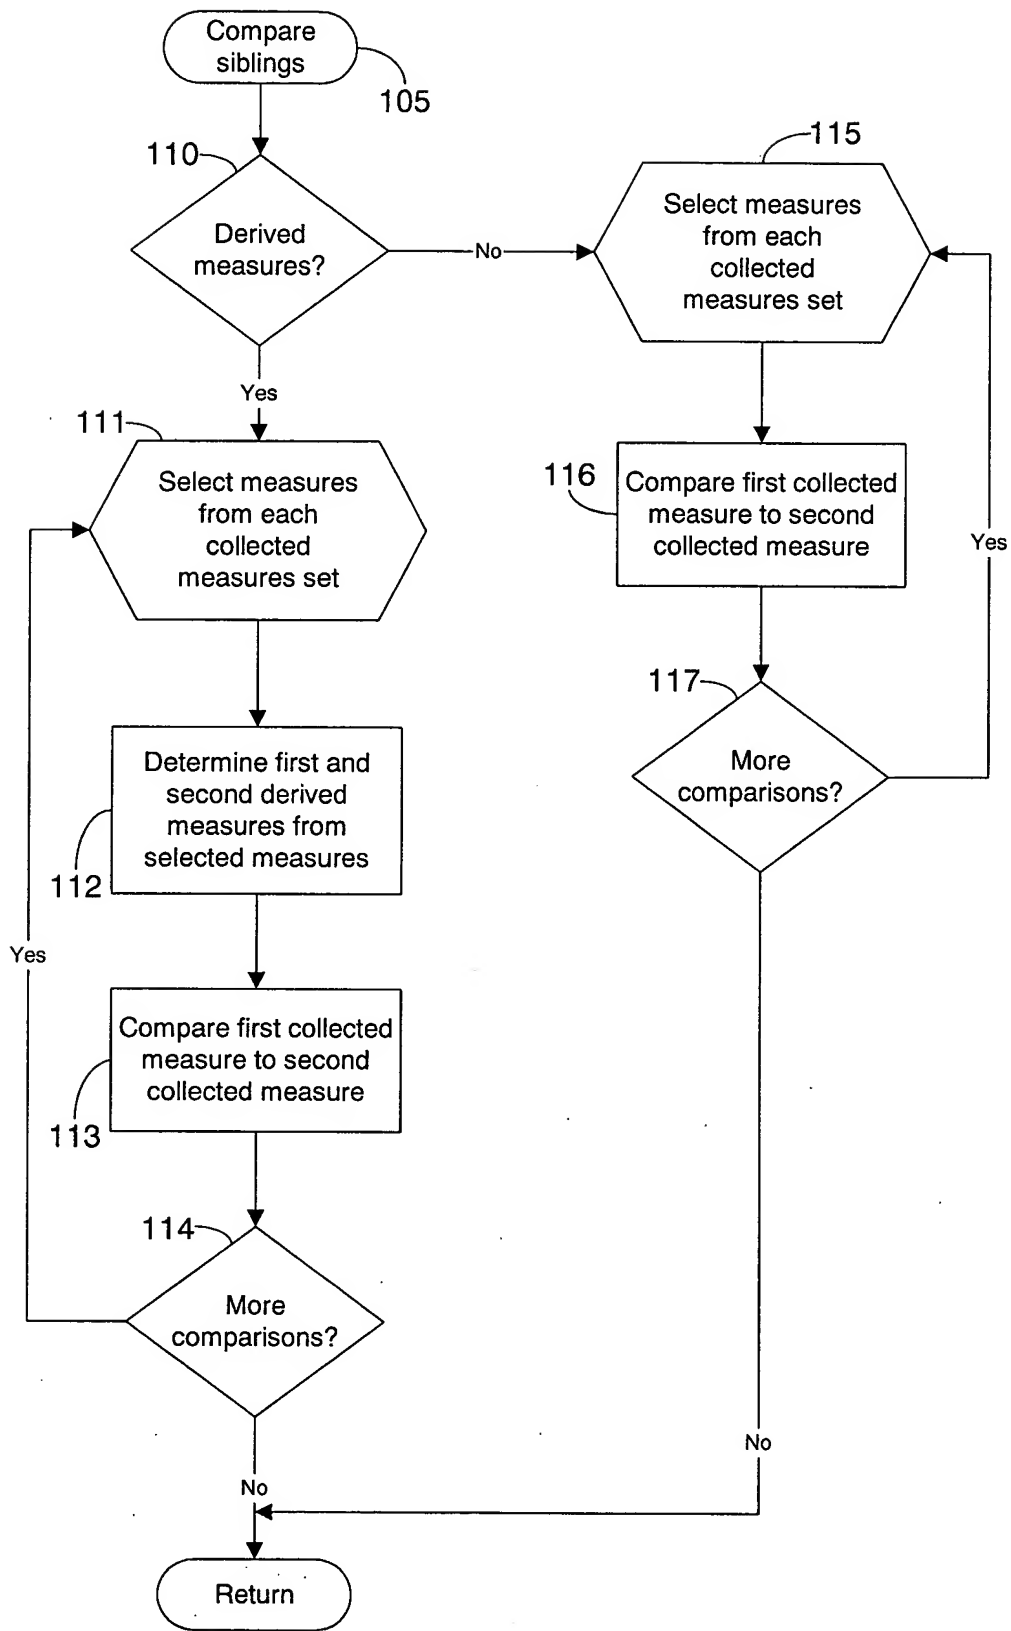 Compare
siblings
105
110
Derived
measures?
No
Yes
115
Select measures
from each
collected
measures set
116
Compare first collected
measure to second
collected measure
Yes
117
More
comparisons?
No
111
Select measures
from each
collected
measures set
112
Determine first and
second derived
measures from
selected measures
Yes
113
Compare first collected
measure to second
collected measure
114
More
comparisons?
No
Return